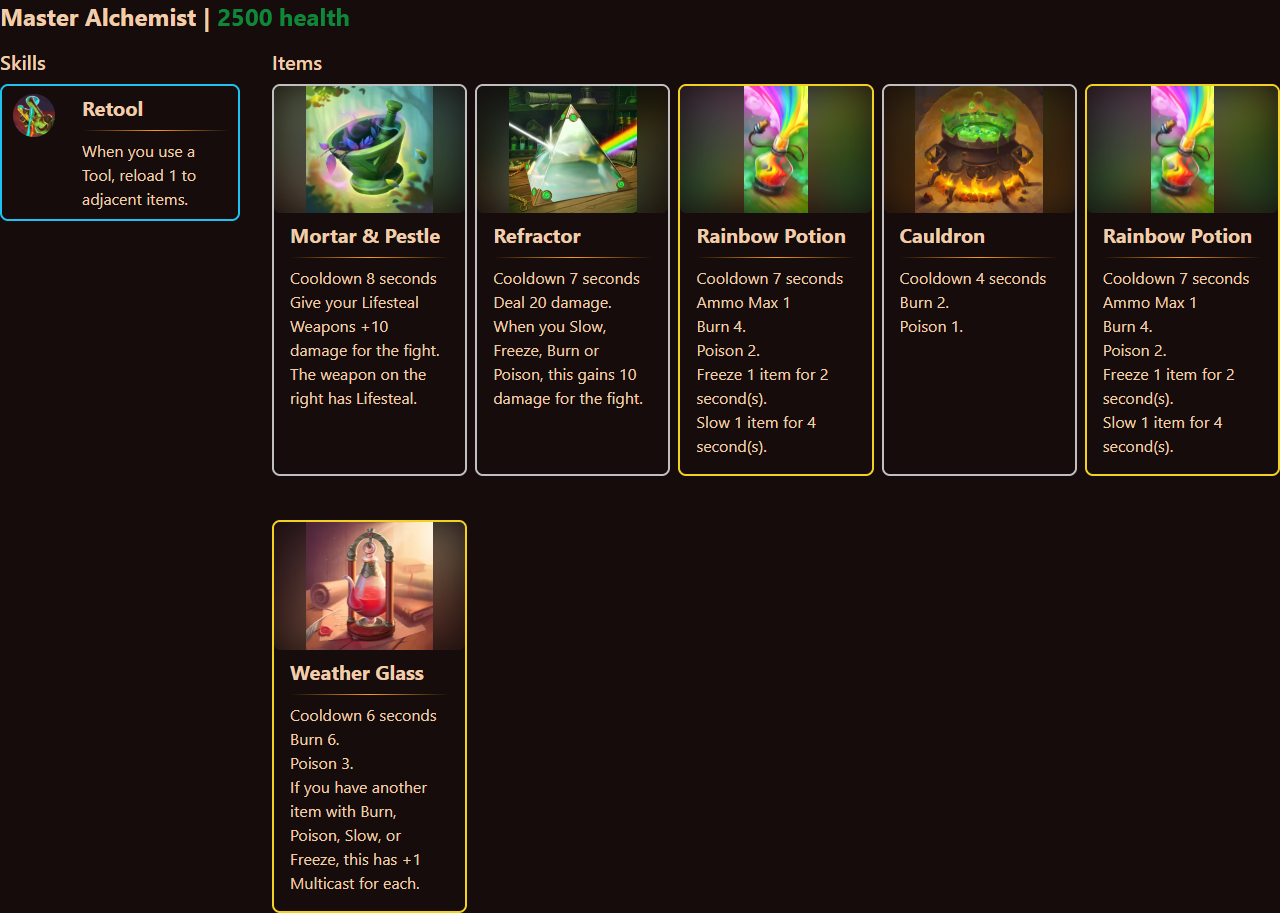 Master Alchemist | 2500 health
Skills
Retool
When you use a
Tool, reload 1 to
adjacent items.
Items
Mortar & Pestle
Cooldown 8 seconds
Give your Lifesteal
Weapons +10
damage for the fight.
The weapon on the
right has Lifesteal.
Refractor
Cooldown 7 seconds
Deal 20 damage.
When you Slow,
Freeze, Burn or
Poison, this gains 10
damage for the fight.
Rainbow Potion
Cooldown 7 seconds
Ammo Max 1
Burn 4.
Poison 2.
Freeze 1 item for 2
second(s).
Slow 1 item for 4
second(s).
Cauldron
Cooldown 4 seconds
Burn 2.
Poison 1.
Rainbow Potion
Cooldown 7 seconds
Ammo Max 1
Burn 4.
Poison 2.
Freeze 1 item for 2
second(s).
Slow 1 item for 4
second(s).
Weather Glass
Cooldown 6 seconds
Burn 6.
Poison 3.
If you have another
item with Burn,
Poison, Slow, or
Freeze, this has +1
Multicast for each.